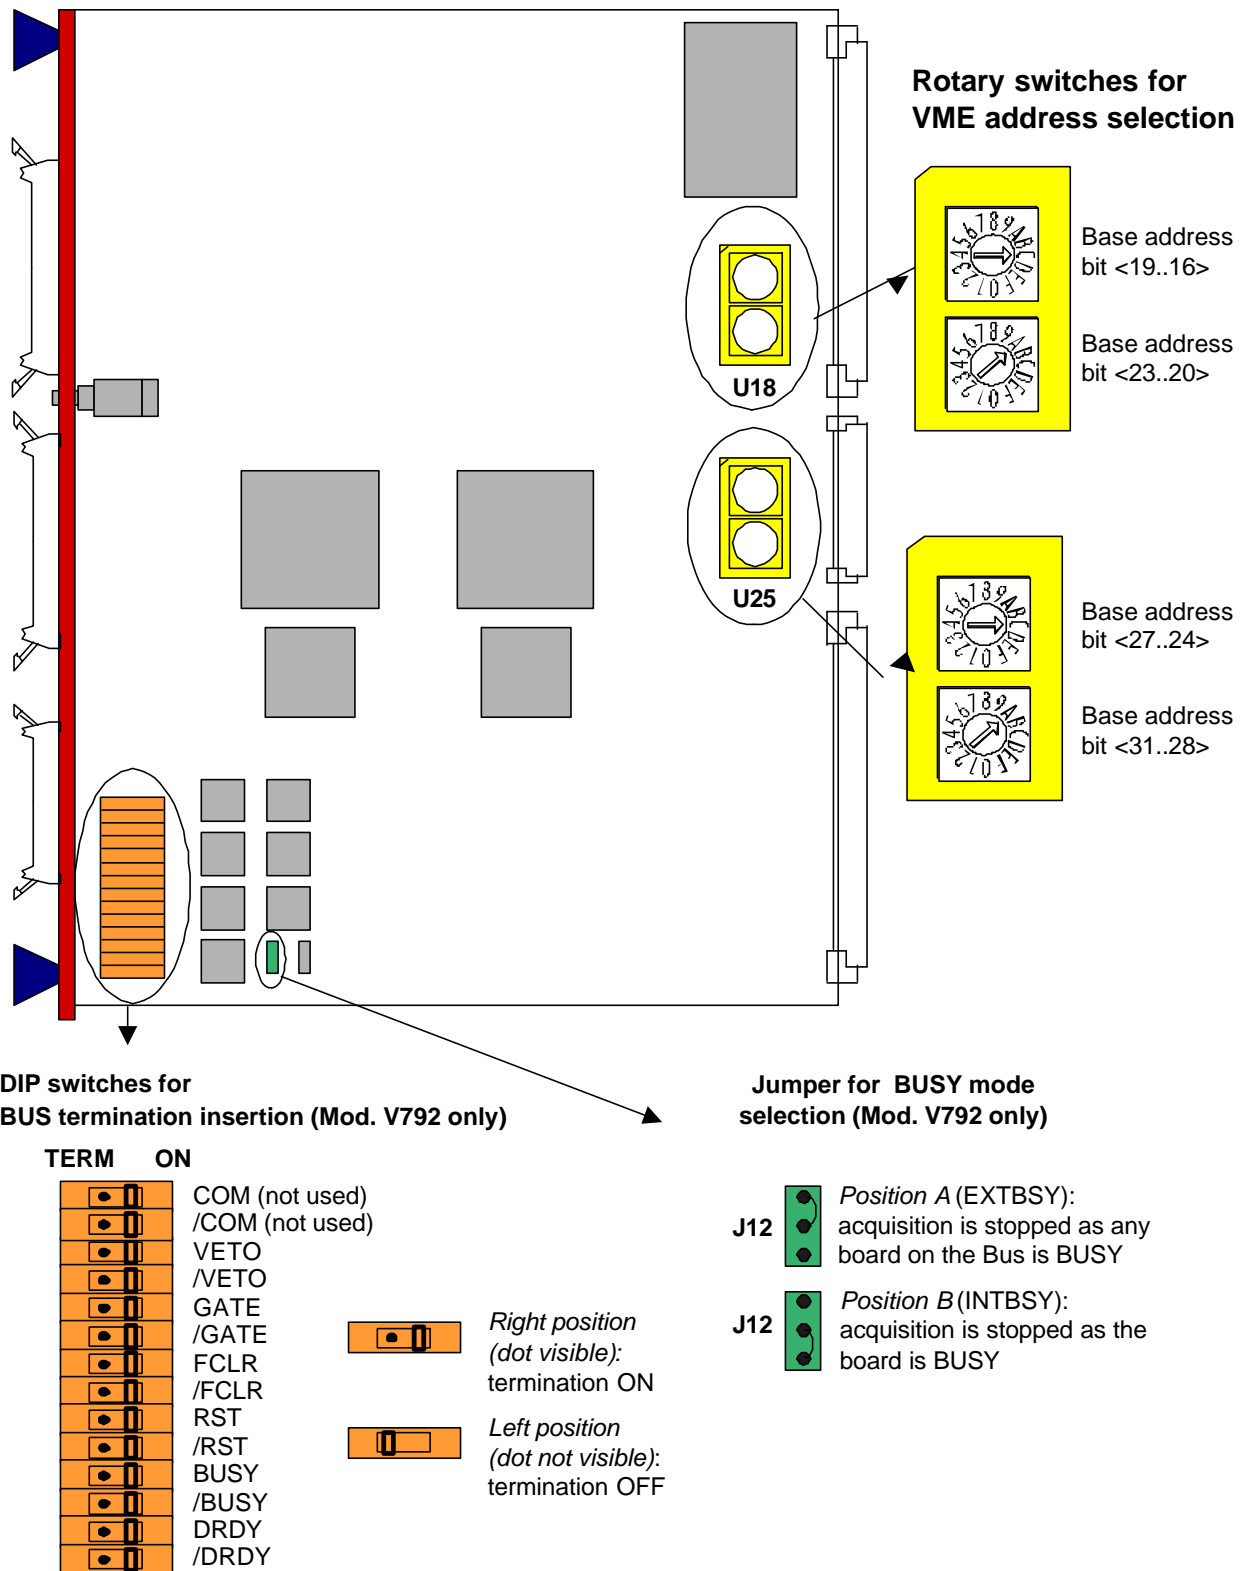 Rotary switches for
VME address selection
Base address
bit <19..16>
Base address
bit <23..20>
U18
U25
Base address
bit <27..24>
Base address
bit <31..28>
DIP switches for
BUS termination insertion (Mod. V792 only)
TERM ON
COM (not used)
/COM (not used)
VETO
/VETO
GATE
/GATE
FCLR
/FCLR
RST
/RST
BUSY
/BUSY
DRDY
/DRDY
Right position
(dot visible):
termination ON
Left position
(dot not visible):
termination OFF
Jumper for BUSY mode
selection (Mod. V792 only)
J12
Position A (EXTBSY):
acquisition is stopped as any
board on the Bus is BUSY
J12
Position B (INTBSY):
acquisition is stopped as the
board is BUSY